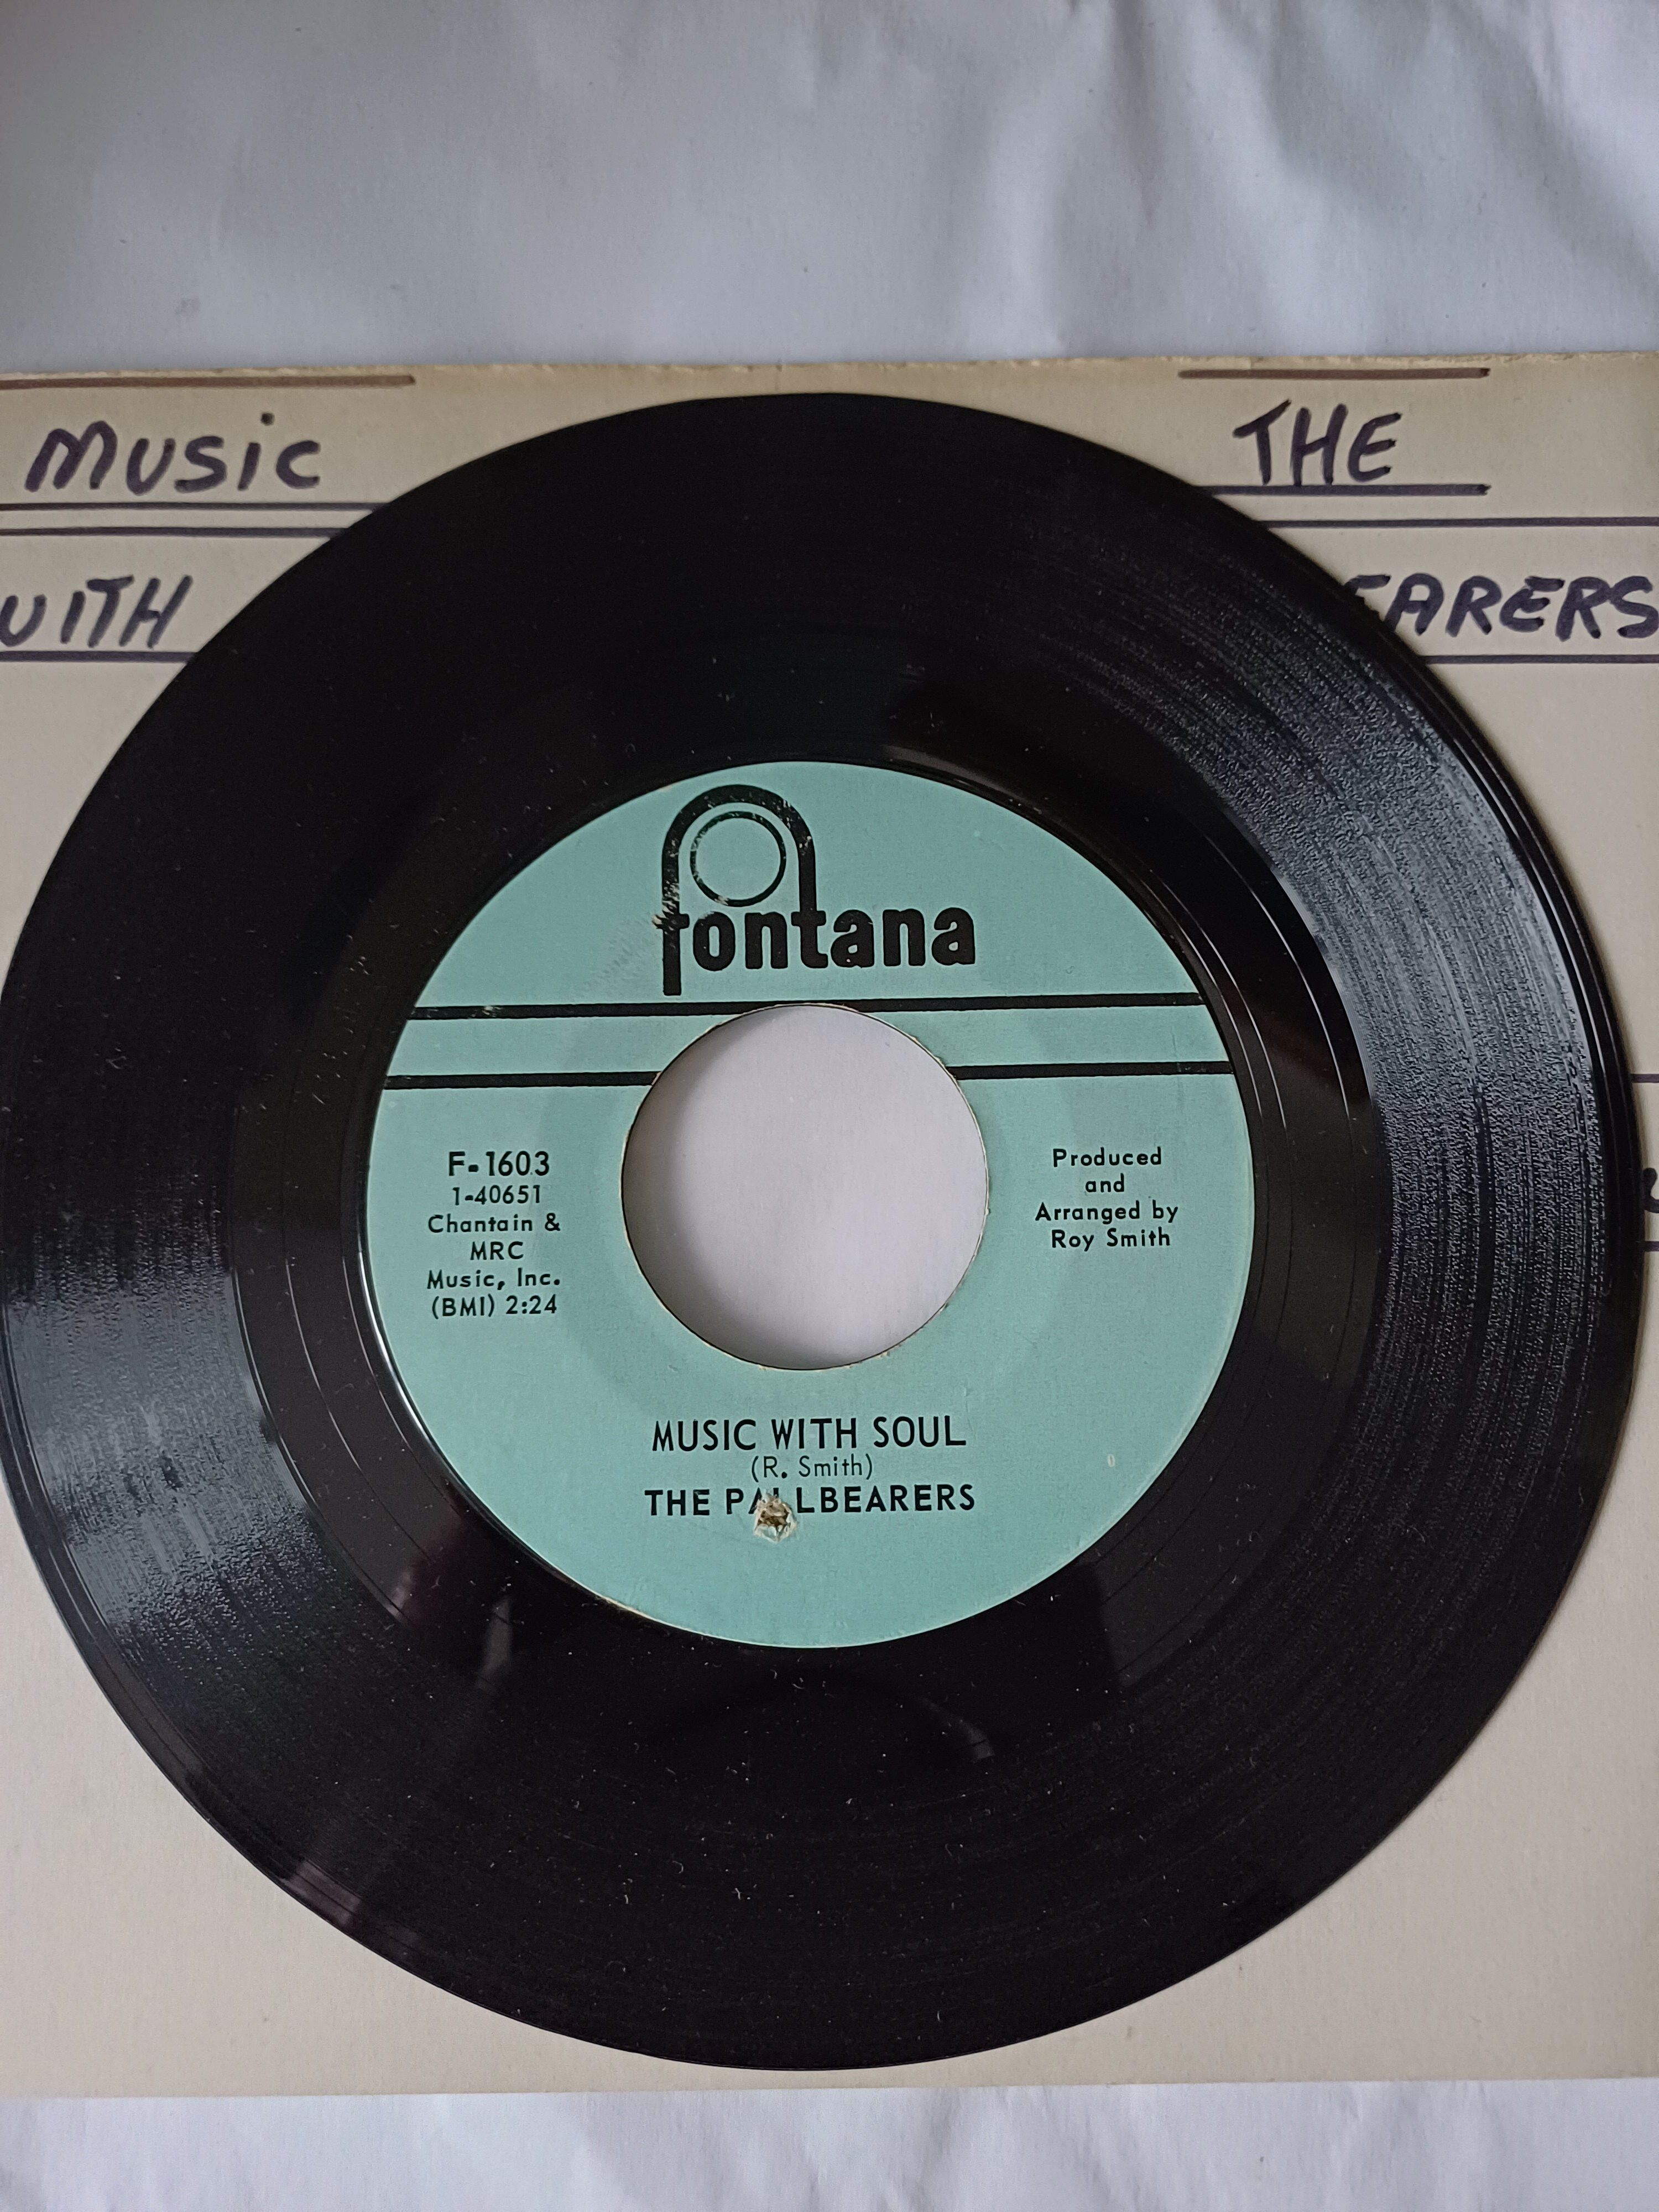 MUSIC
THE
WITH
EARERS
fontana
F-1603
1-40651
Chantain &
MRC
Music, Inc.
(BMI) 2:24
Produced
and
Arranged by
Roy Smith
MUSIC WITH SOUL
(R. Smith)
THE PALLBEARERS